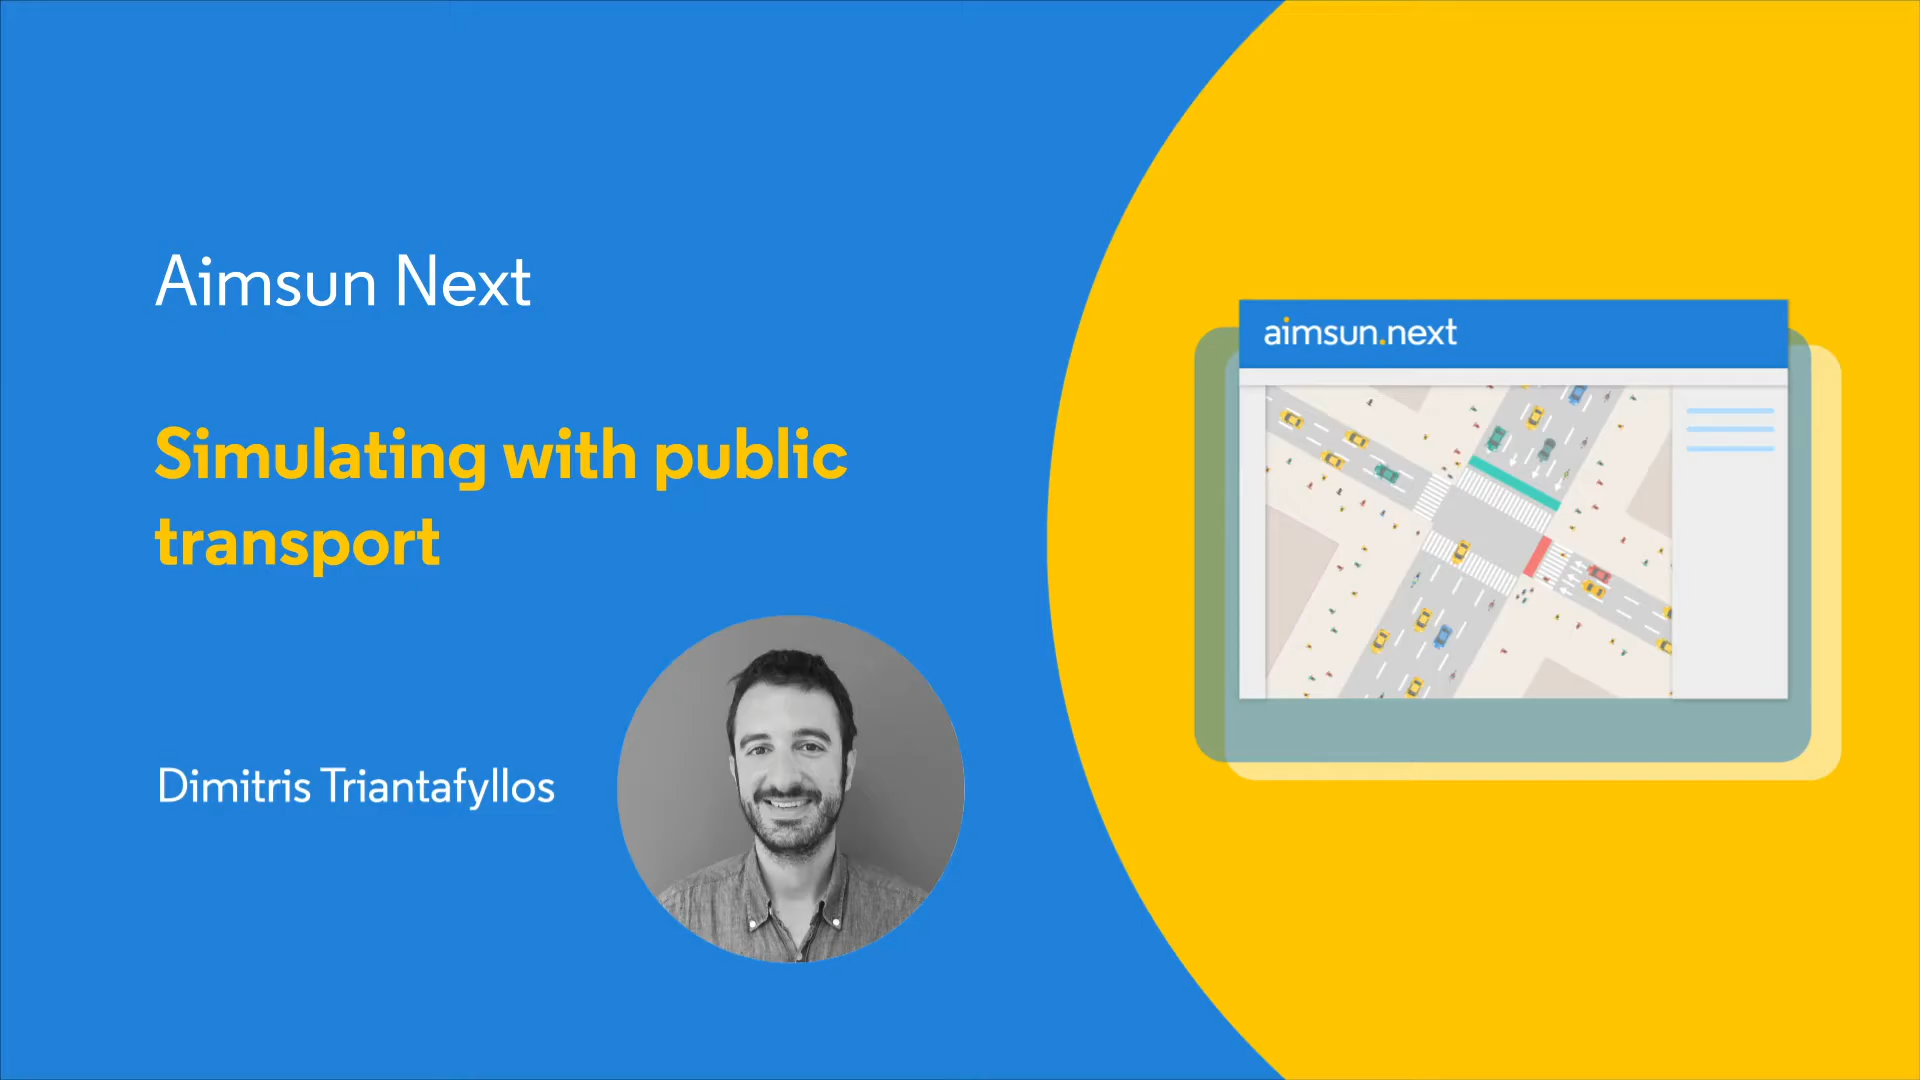 Aimsun Next
Simulating with public
transport
Dimitris Triantafyllos
aimsun.next